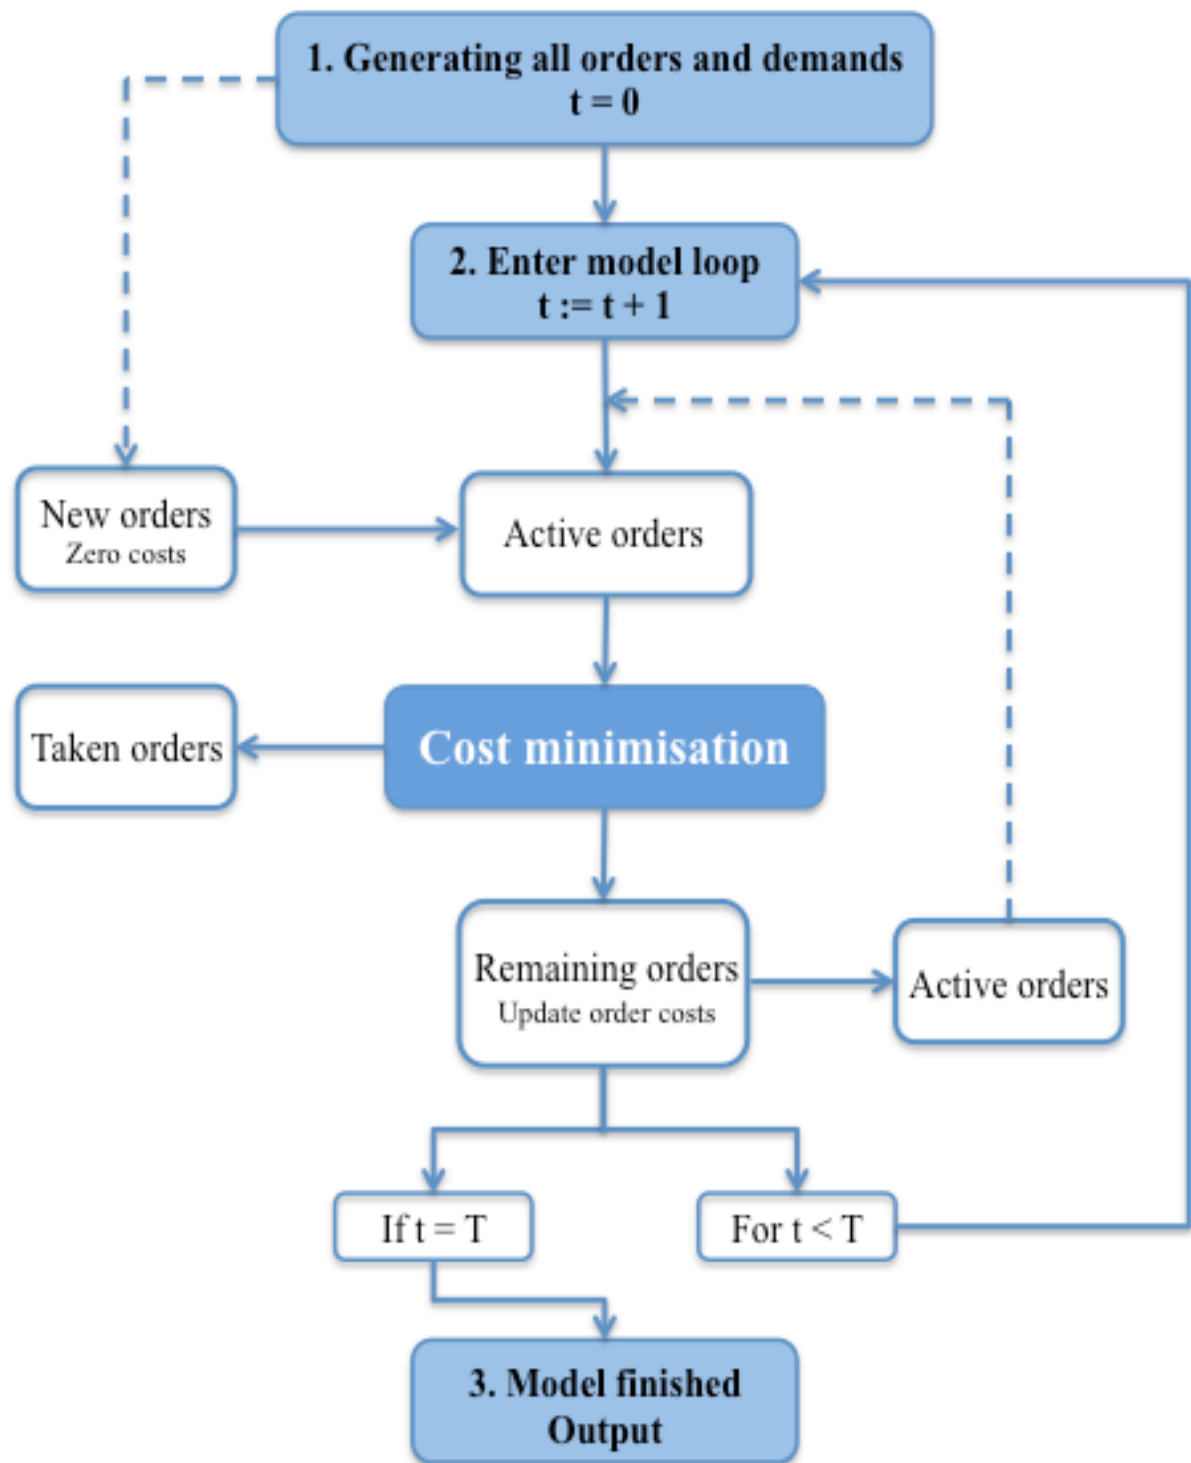 1. Generating all orders and demands
t = 0
2. Enter model loop
t := t + 1
New orders
Zero costs
Active orders
Taken orders
Cost minimisation
Remaining orders
Update order costs
Active orders
If t = T
For t < T
3. Model finished
Output